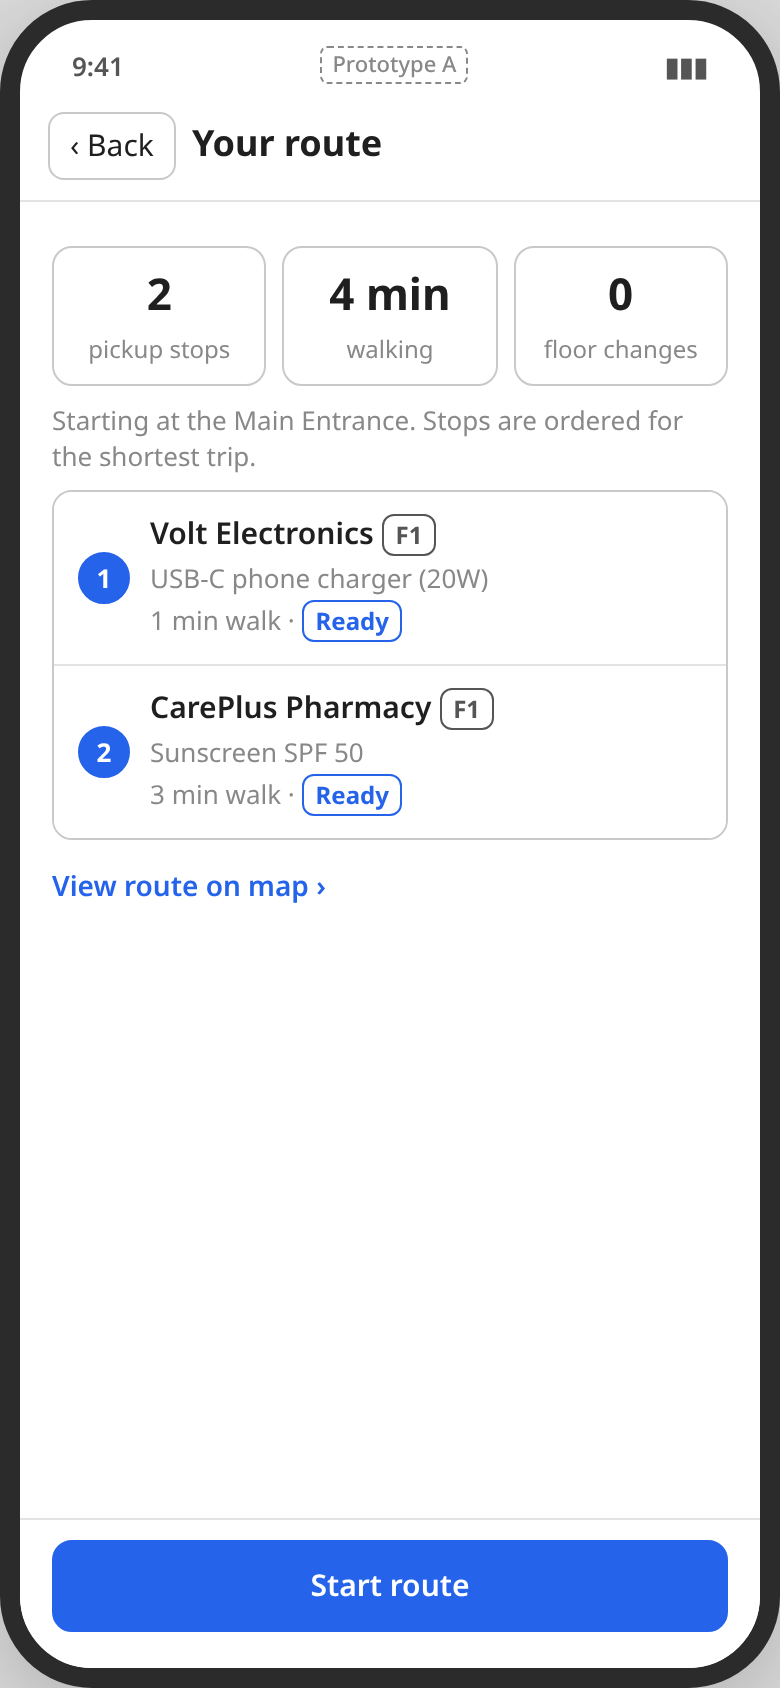 9:41
Prototype A
‹ Back
Your route
2
pickup stops
4 min
walking
0
floor changes
Starting at the Main Entrance. Stops are ordered for
the shortest trip.
1
Volt Electronics F1
USB-C phone charger (20W)
1 min walk · Ready
2
CarePlus Pharmacy F1
Sunscreen SPF 50
3 min walk · Ready
View route on map ›
Start route